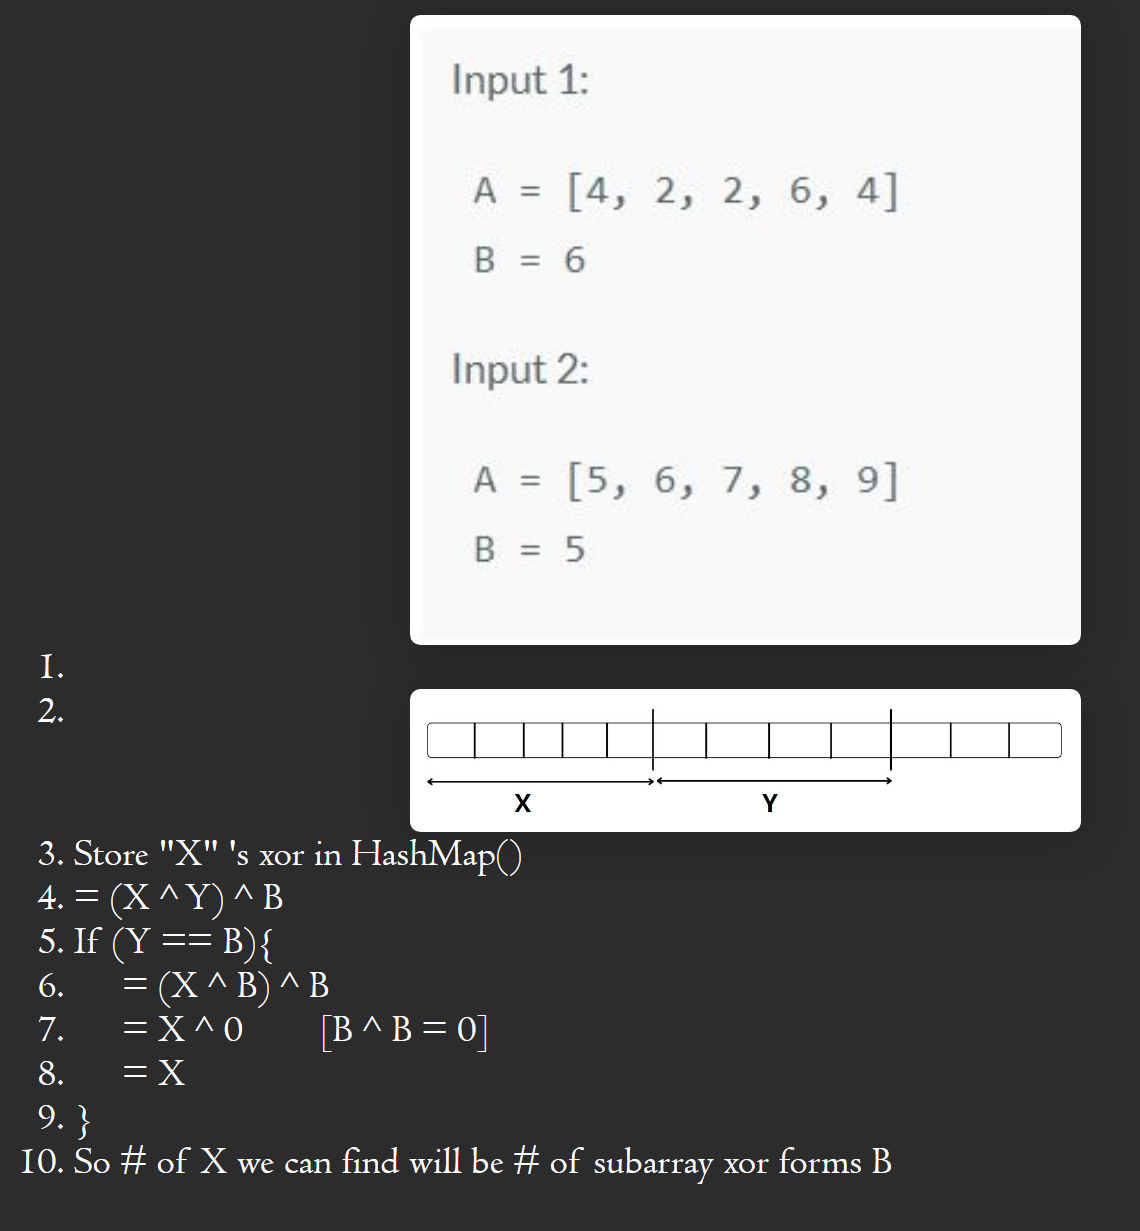 Input 1:
A = [4, 2, 2, 6, 4]
B = 6
Input 2:
A = [5, 6, 7, 8, 9]
B = 5
1.
2.
X Y
3. Store "X" 's xor in HashMap()
4. = (X ^ Y) ^ B
5. If (Y == B){
6. = (X ^ B) ^ B
7. = X ^ 0 [B ^ B = 0]
8. = X
9. }
10. So # of X we can find will be # of subarray xor forms B